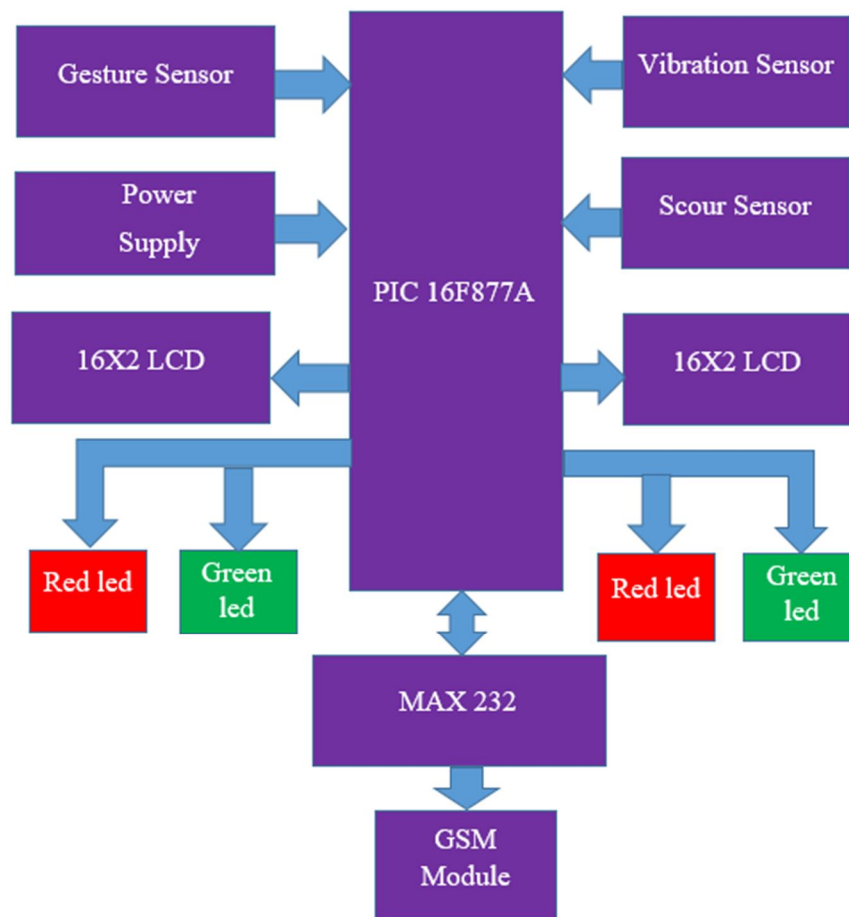 Gesture Sensor
Vibration Sensor
Power
Supply
Scour Sensor
PIC 16F877A
16X2 LCD
16X2 LCD
Red led
Green
led
Red led
Green
led
MAX 232
GSM
Module